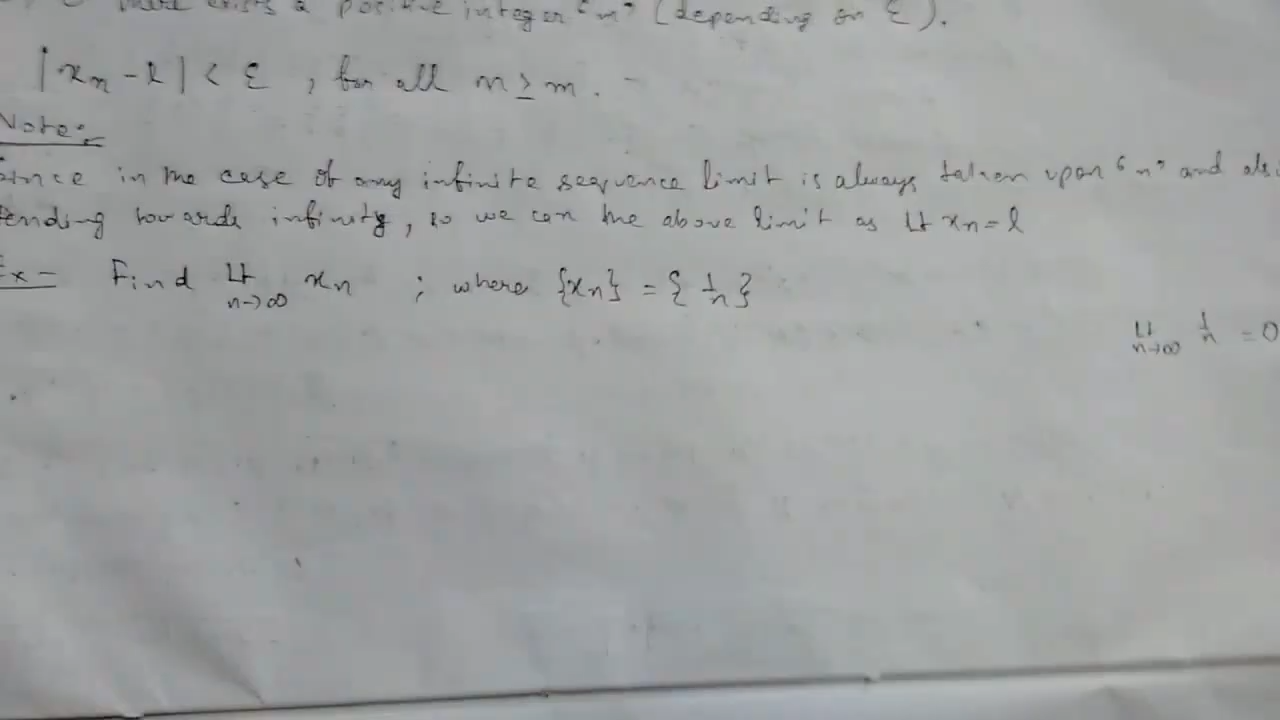 there exists a positive integer "m" (depending on ε).
|xn - l| < ε , for all n ≥ m.
Note:-
Since in the case of any infinite sequence limit is always taken upon "n" and als
tending towards infinity, so we can the above limit as Lt xn = l
Ex - Find Lt n→∞ xn ; where {xn} = { 1/n }
Lt n→∞ 1/n = 0